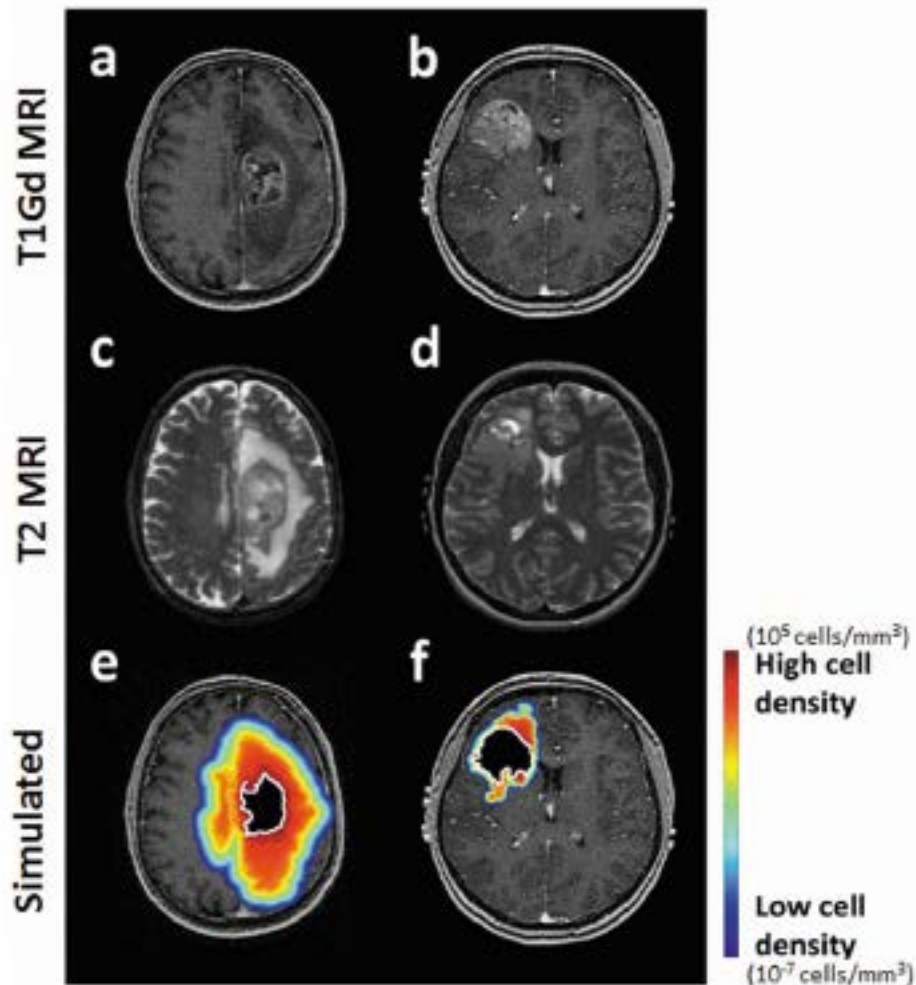 T1Gd MRI
a
b
T2 MRI
c
d
Simulated
e
f
(10⁵ cells/mm³)
High cell
density
Low cell
density
(10⁻⁷ cells/mm³)